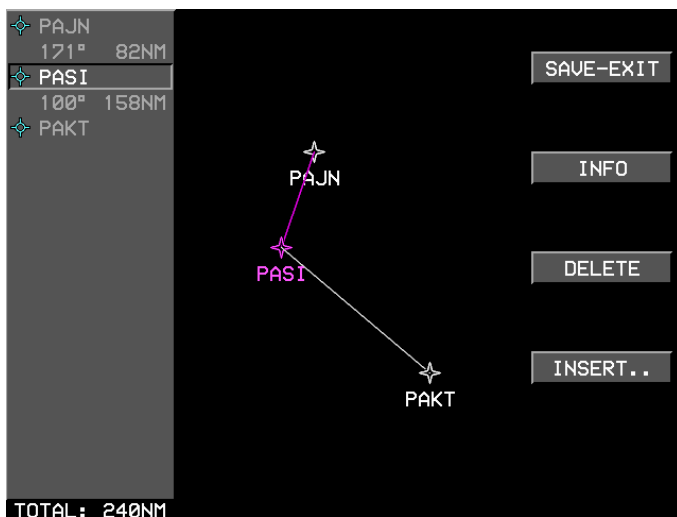 PAJN
171° 82NM
PASI
100° 158NM
PAKT
TOTAL: 240NM
PAJN
PASI
PAKT
SAVE-EXIT
INFO
DELETE
INSERT..